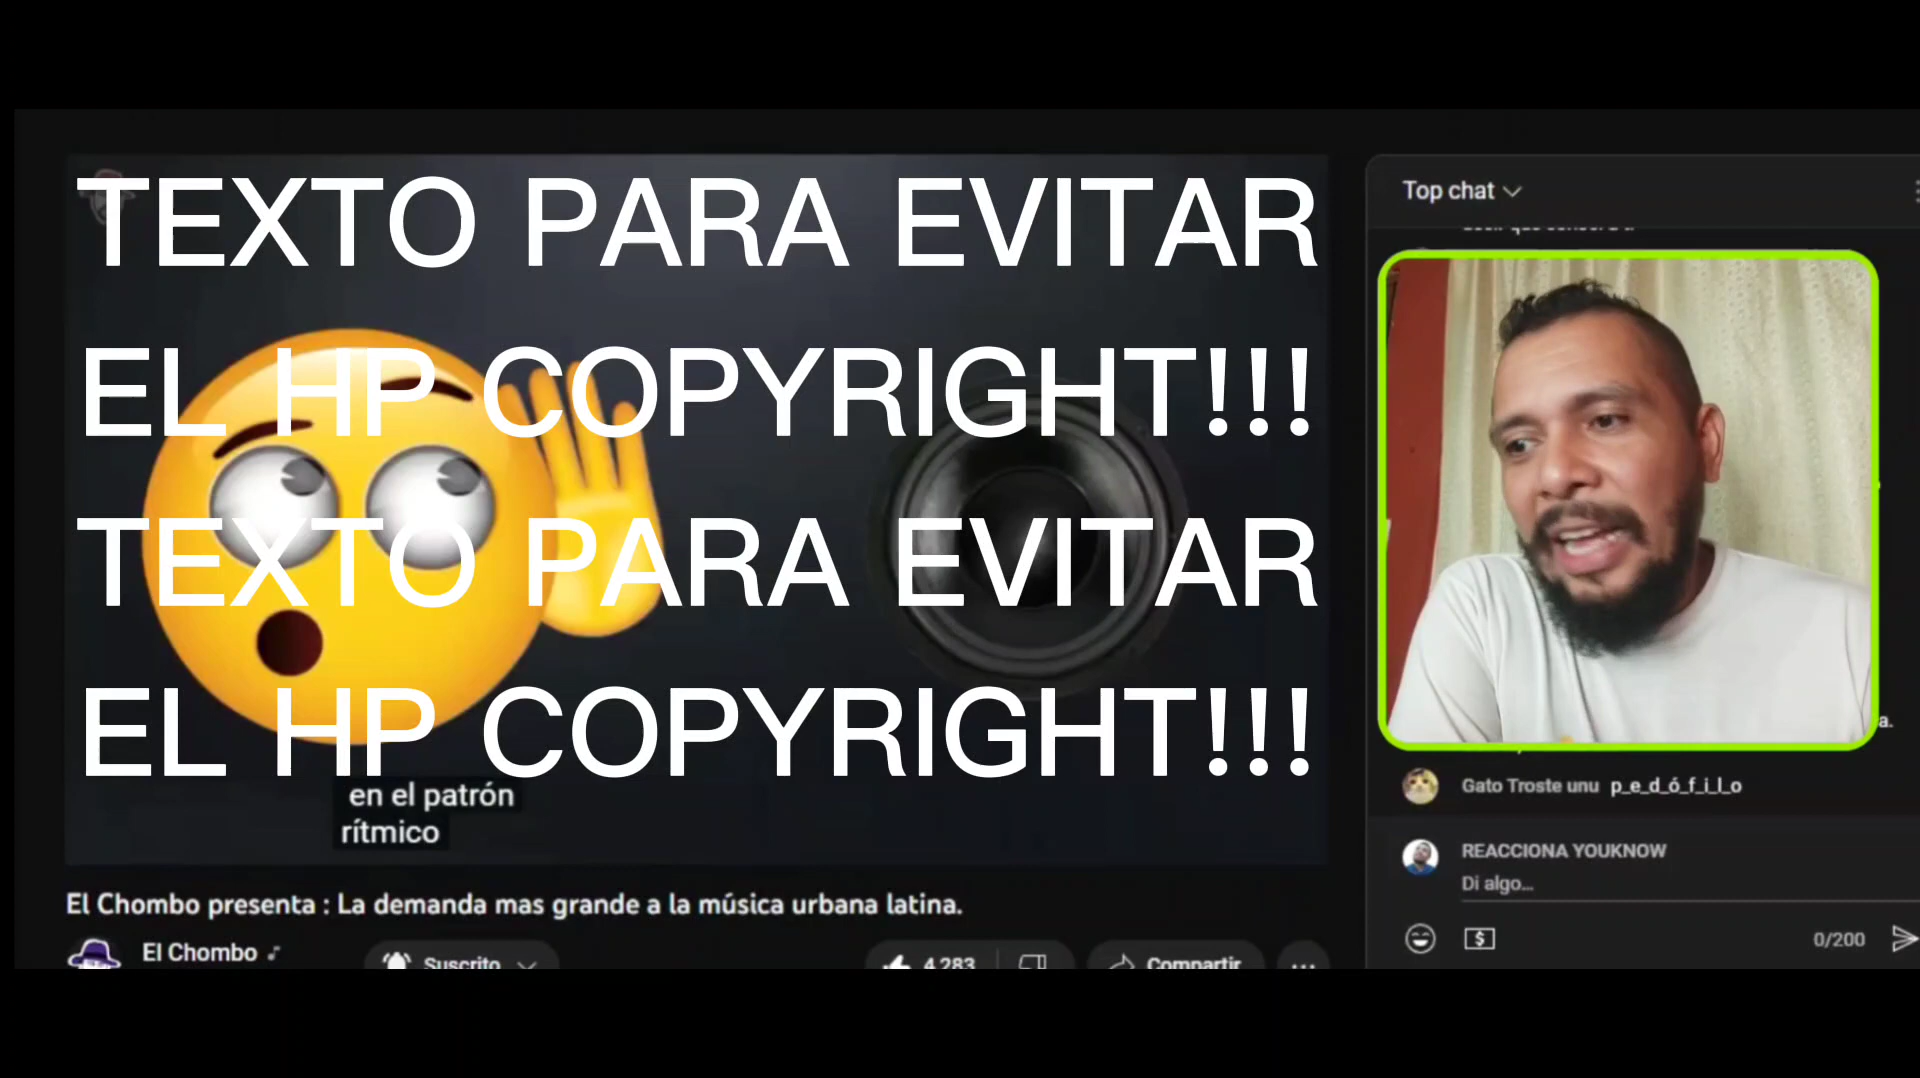 TEXTO PARA EVITAR
EL HP COPYRIGHT!!!
TEXTO PARA EVITAR
EL HP COPYRIGHT!!!
en el patrón
rítmico
El Chombo presenta : La demanda mas grande a la música urbana latina.
El Chombo
Suscrito
4,283
Compartir
Top chat
a.
Gato Troste unu p_e_d_ó_f_i_l_o
REACCIONA YOUKNOW
Di algo...
0/200